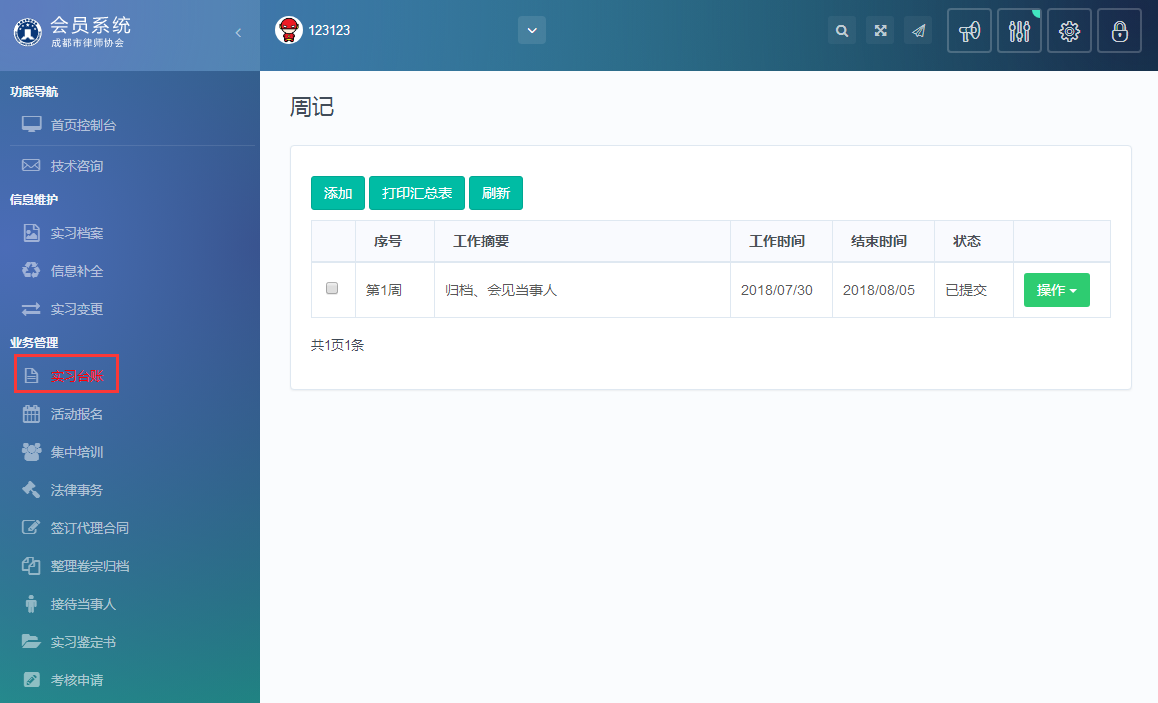 会员系统
成都市律师协会
123123
功能导航
首页控制台
技术咨询
信息维护
实习档案
信息补全
实习变更
业务管理
实习台账
活动报名
集中培训
法律事务
签订代理合同
整理卷宗归档
接待当事人
实习鉴定书
考核申请
周记
添加 打印汇总表 刷新
序号 工作摘要 工作时间 结束时间 状态
第1周 归档、会见当事人 2018/07/30 2018/08/05 已提交 操作
共1页1条